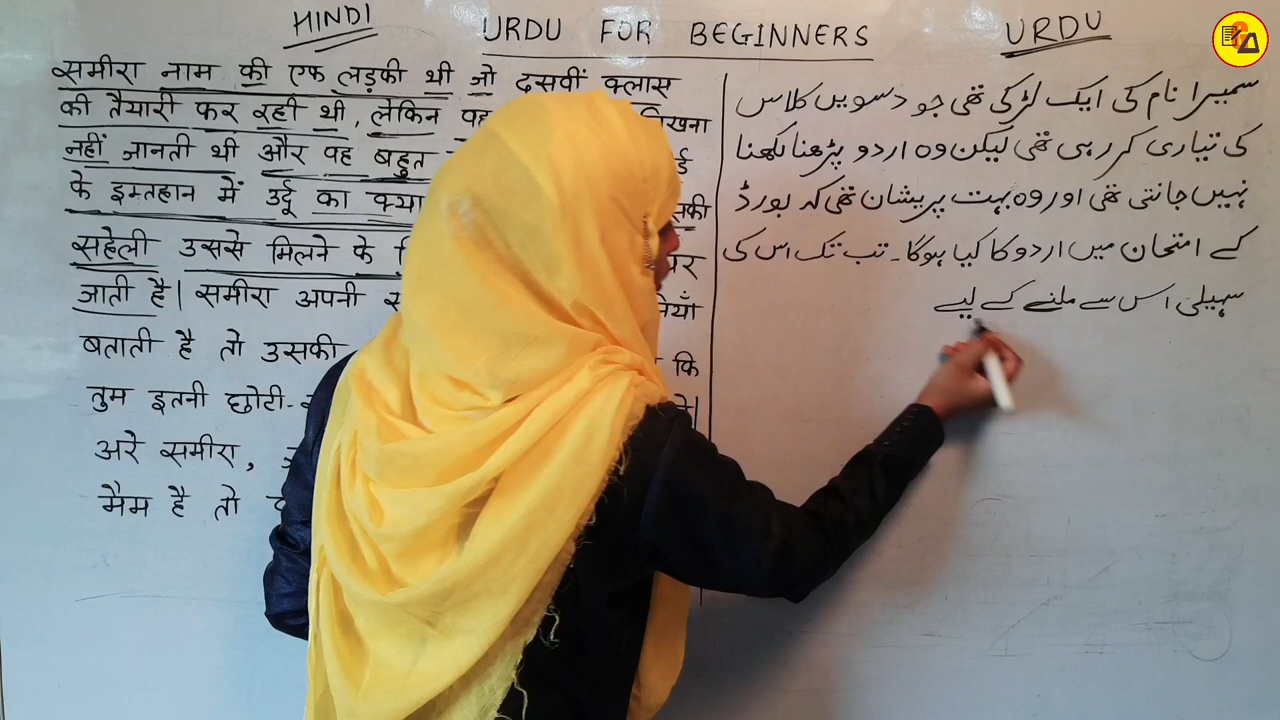 HINDI
URDU FOR BEGINNERS
URDU
समीरा नाम की एक लड़की थी जो दसवीं क्लास
की तैयारी कर रही थी, लेकिन वह
नहीं जानती थी और वह बहुत
के इम्तहान में उर्दू का क्या
सहेली उससे मिलने के
जाती है। समीरा अपनी
बताती है तो उसकी कि
तुम इतनी छोटी-
अरे समीरा,
मैम है तो
سمیرا نام کی ایک لڑکی تھی جو دسویں کلاس
کی تیاری کر رہی تھی لیکن وہ اردو پڑھنا لکھنا
نہیں جانتی تھی اور وہ بہت پریشان تھی کہ بورڈ
کے امتحان میں اردو کا کیا ہوگا۔ تب تک اس کی
سہیلی اس سے ملنے کے لیے